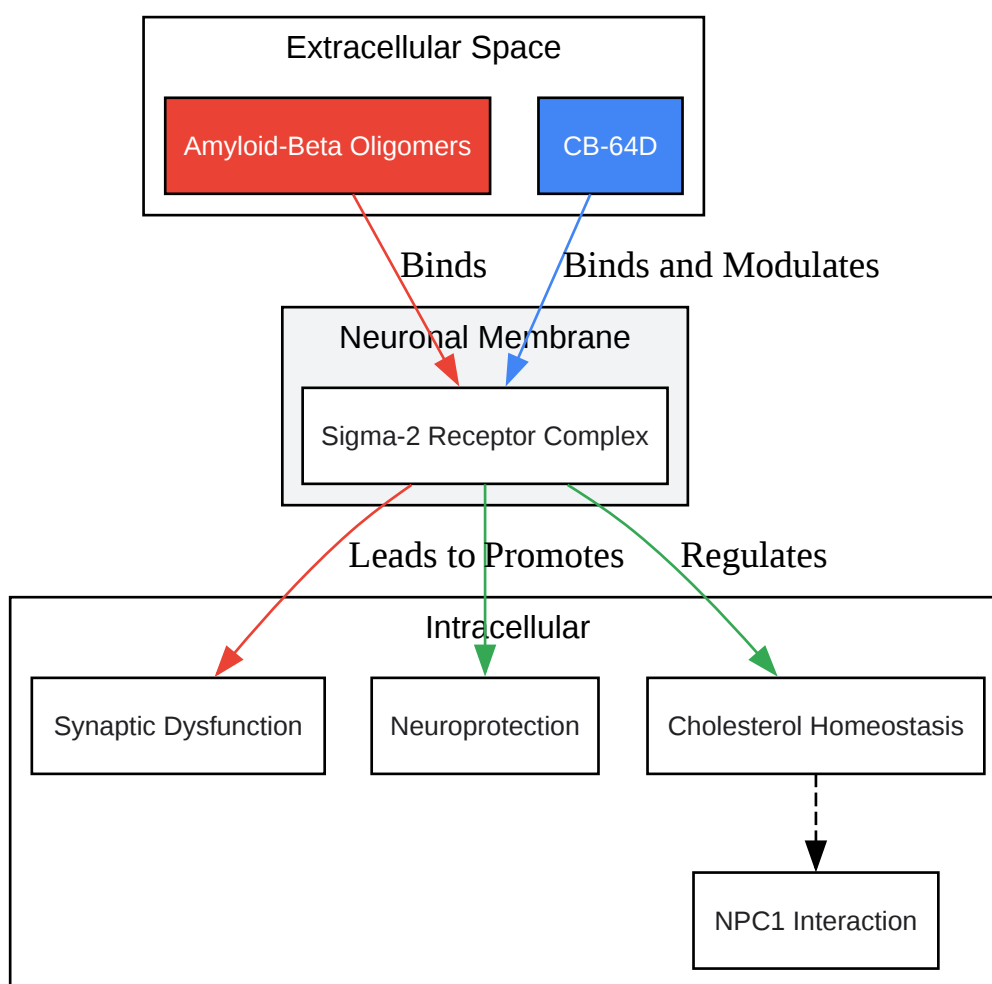 Extracellular Space
Amyloid-Beta Oligomers
CB-64D
Binds
Binds and Modulates
Neuronal Membrane
Sigma-2 Receptor Complex
Leads to
Promotes
Regulates
Intracellular
Synaptic Dysfunction
Neuroprotection
Cholesterol Homeostasis
NPC1 Interaction